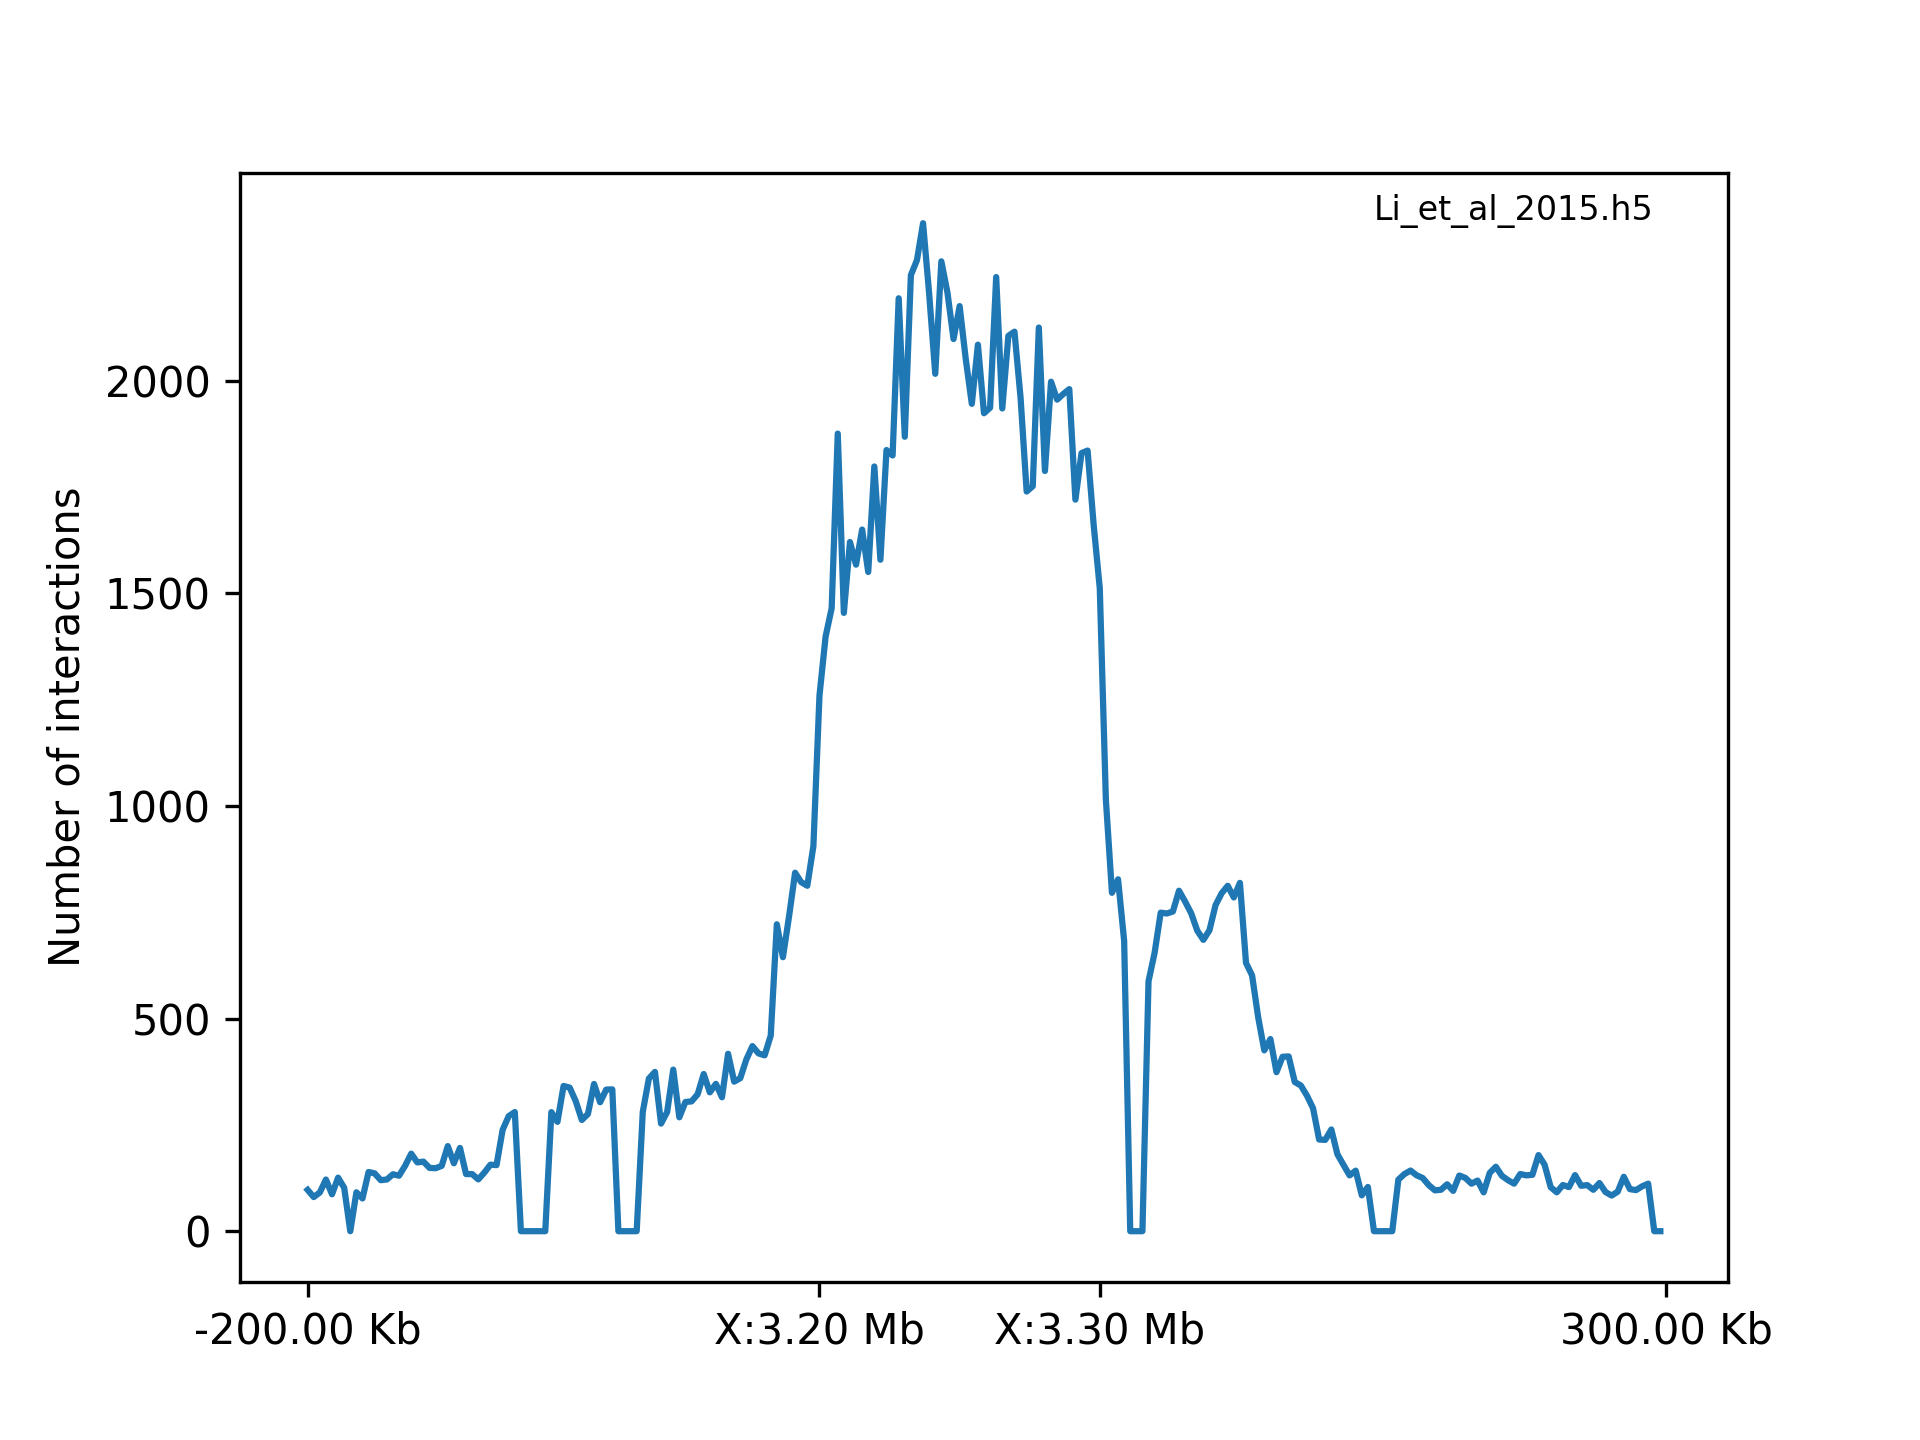 Li_et_al_2015.h5
Number of interactions
2000
1500
1000
500
0
-200.00 Kb
X:3.20 Mb
X:3.30 Mb
300.00 Kb